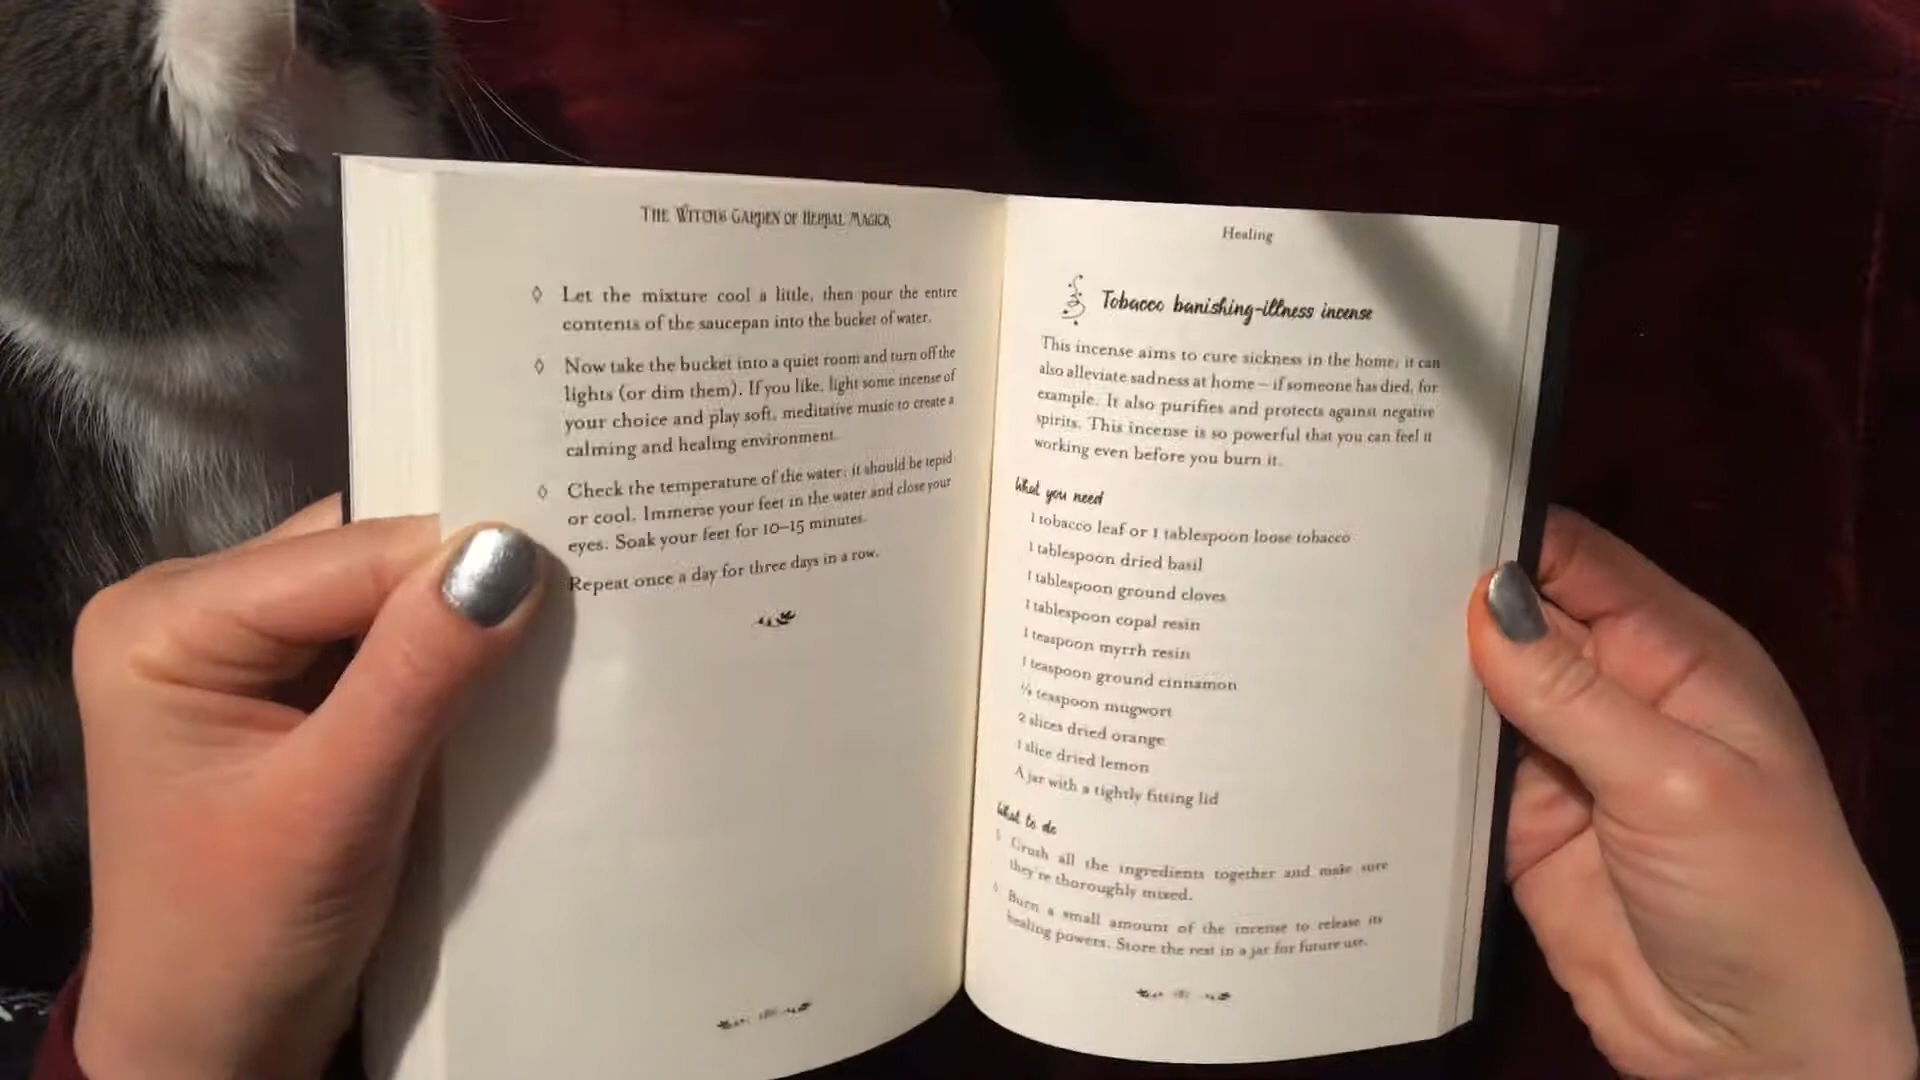 THE WITCH'S GARDEN OF HERBAL MAGICK
◊ Let the mixture cool a little, then pour the entire
contents of the saucepan into the bucket of water.
◊ Now take the bucket into a quiet room and turn off the
lights (or dim them). If you like, light some incense of
your choice and play soft, meditative music to create a
calming and healing environment.
◊ Check the temperature of the water; it should be tepid
or cool. Immerse your feet in the water and close your
eyes. Soak your feet for 10–15 minutes.
Repeat once a day for three days in a row.
Healing
Tobacco banishing-illness incense
This incense aims to cure sickness in the home; it can
also alleviate sadness at home – if someone has died, for
example. It also purifies and protects against negative
spirits. This incense is so powerful that you can feel it
working even before you burn it.
What you need
1 tobacco leaf or 1 tablespoon loose tobacco
1 tablespoon dried basil
1 tablespoon ground cloves
1 tablespoon copal resin
1 teaspoon myrrh resin
1 teaspoon ground cinnamon
teaspoon mugwort
2 slices dried orange
1 slice dried lemon
A jar with a tightly fitting lid
What to do
◊ Crush all the ingredients together and make sure
they're thoroughly mixed.
◊ Burn a small amount of the incense to release its
healing powers. Store the rest in a jar for future use.